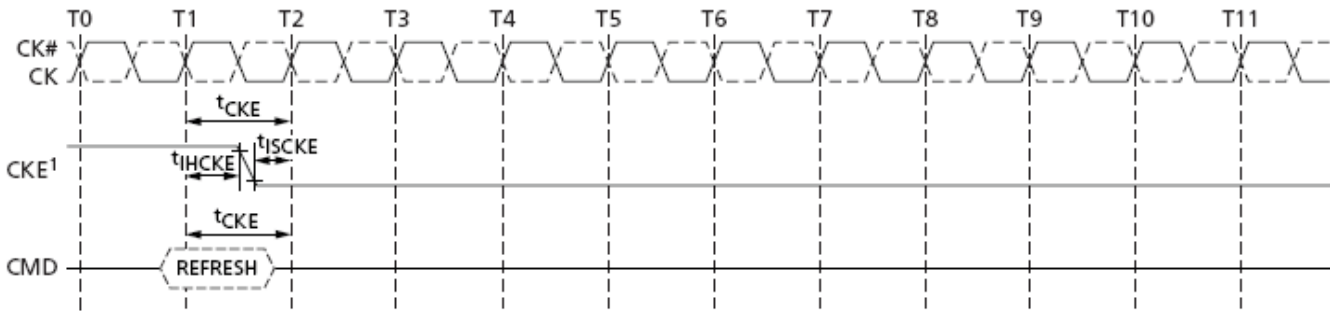 T0 T1 T2 T3 T4 T5 T6 T7 T8 T9 T10 T11
CK#
CK
tCKE
tISCKE
tIHCKE
CKE1
tCKE
CMD REFRESH